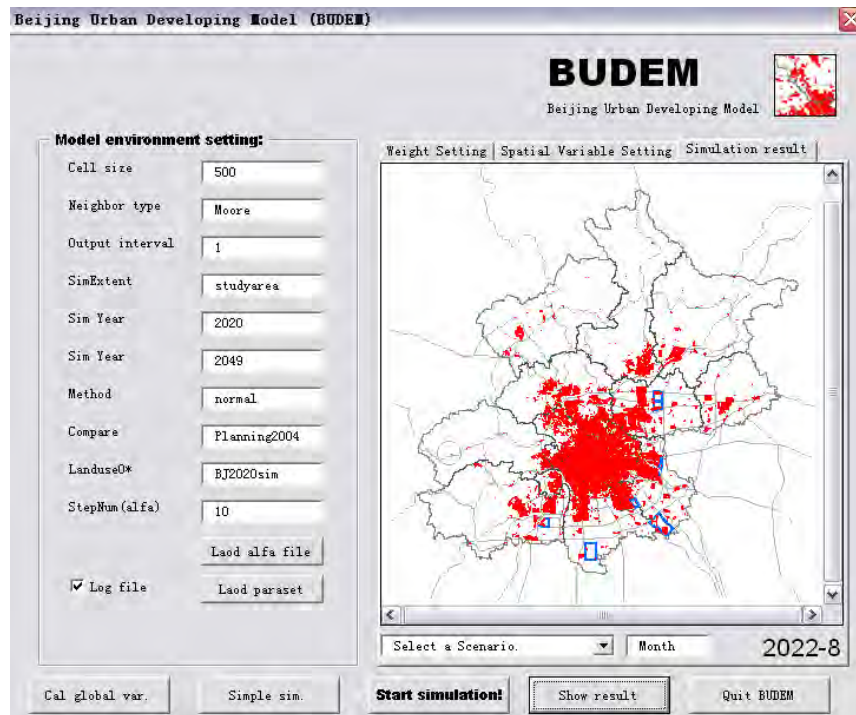 Beijing Urban Developing Model (BUDEM)
BUDEM
Beijing Urban Developing Model
Model environment setting:
Cell size 500
Neighbor type Moore
Output interval 1
SimExtent studyarea
Sim Year 2020
Sim Year 2049
Method normal
Compare Planning2004
Landuse0* BJ2020sim
StepNum(alfa) 10
Laod alfa file
Log file Laod paraset
Weight Setting Spatial Variable Setting Simulation result
Select a Scenario. Month 2022-8
Cal global var. Simple sim. Start simulation! Show result Quit BUDEM